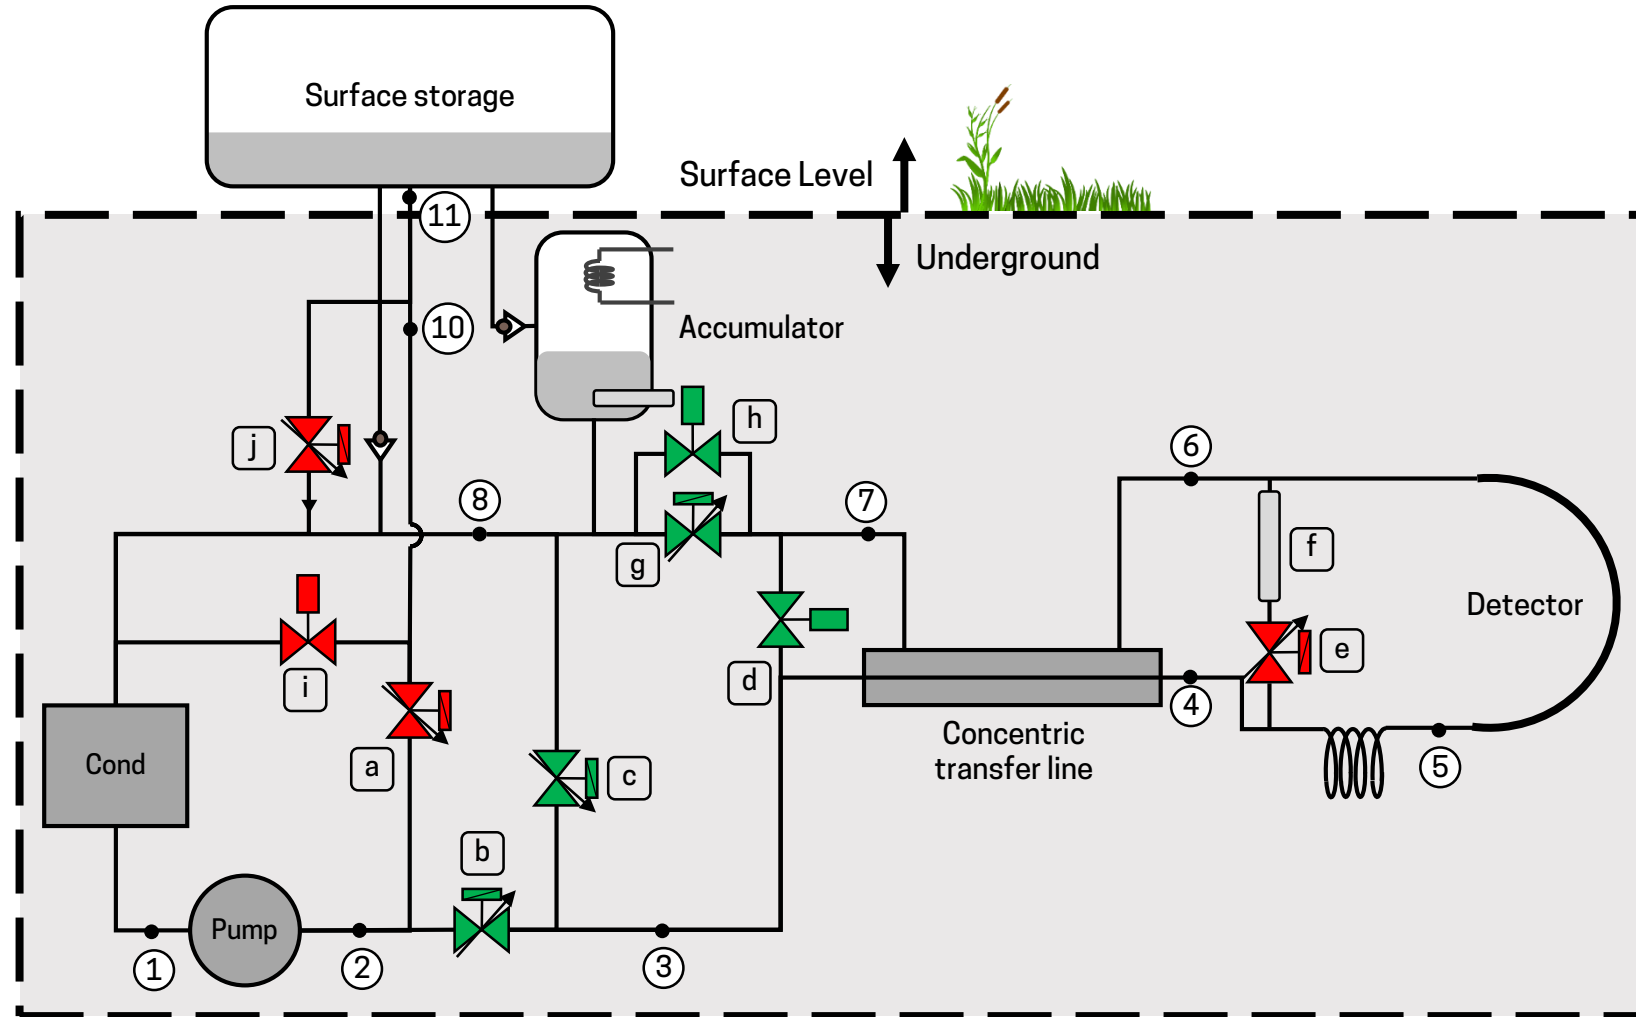 Surface storage
Surface Level
11
Underground
10
Accumulator
h
j
6
8
7
g
f
Detector
i
d
e
4
Concentric
transfer line
Cond
a
c
5
b
Pump
1
2
3